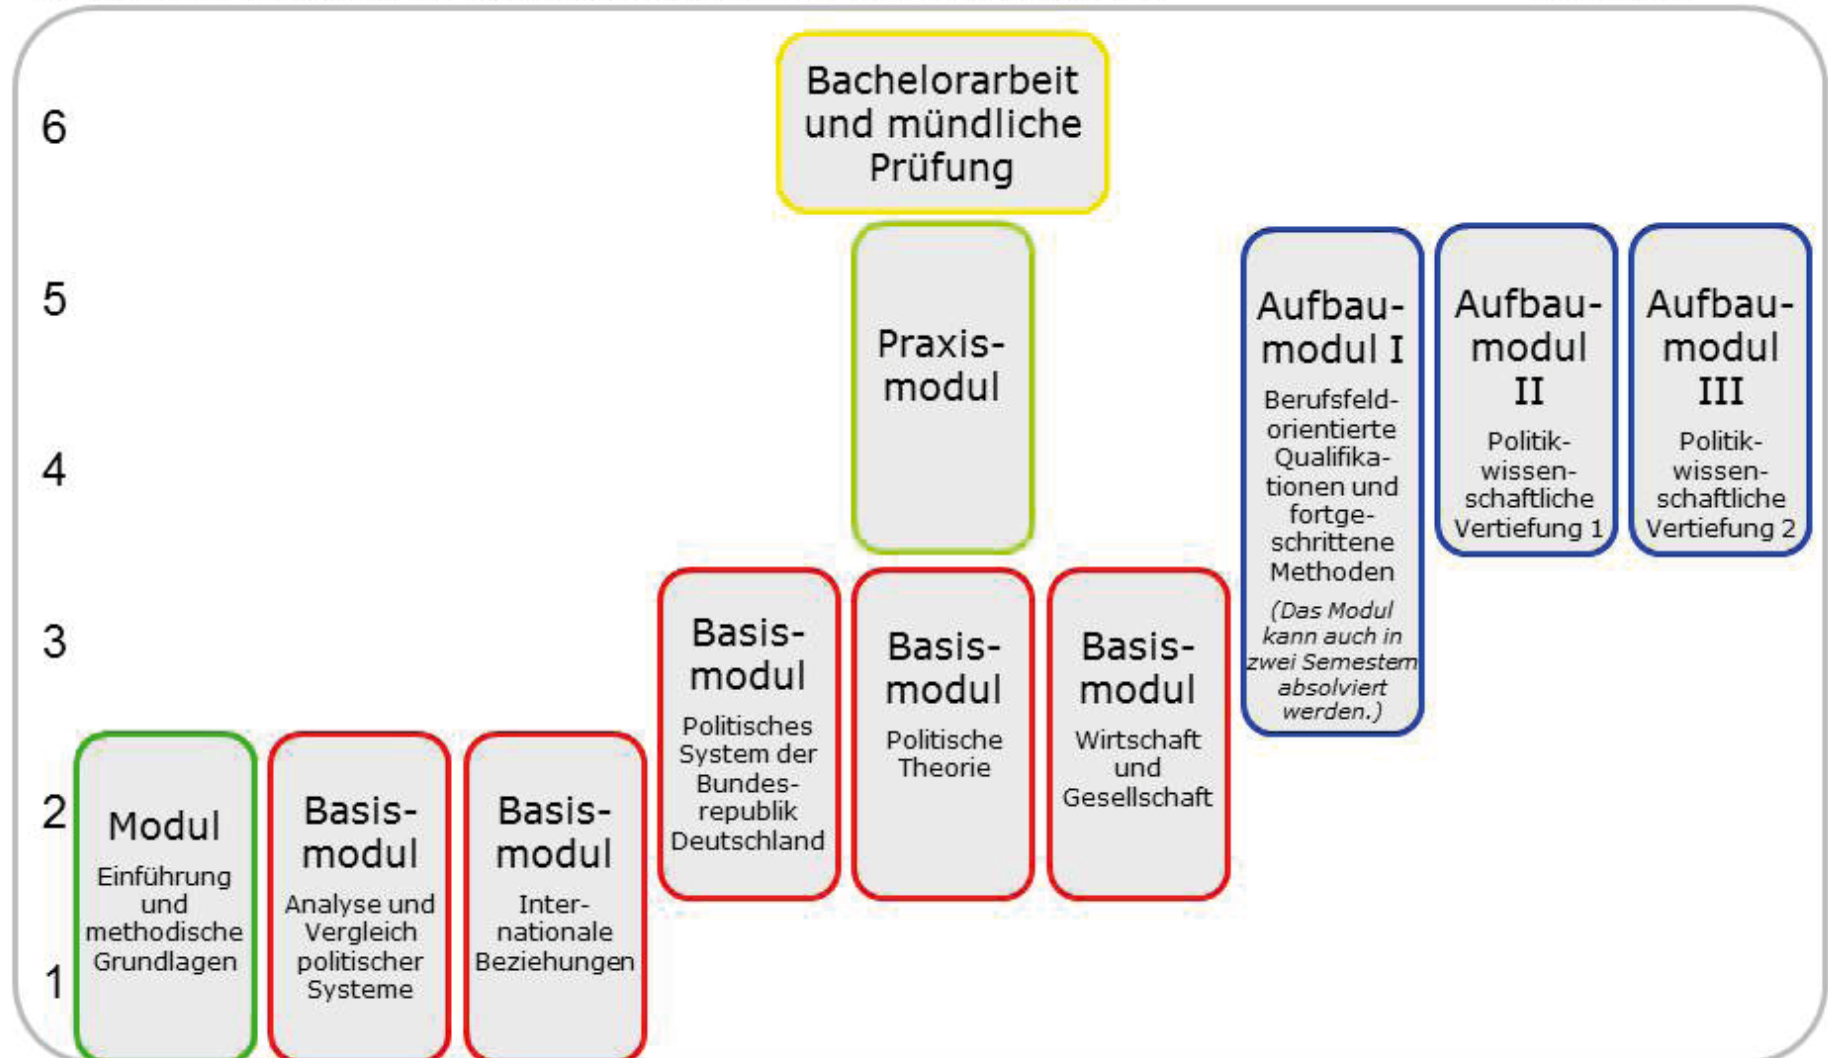 6
Bachelorarbeit
und mündliche
Prüfung
5
Praxis-
modul
Aufbau-
modul I
Berufsfeld-
orientierte
Qualifika-
tionen und
fortge-
schrittene
Methoden
(Das Modul
kann auch in
zwei Semestern
absolviert
werden.)
Aufbau-
modul
II
Politik-
wissen-
schaftliche
Vertiefung 1
Aufbau-
modul
III
Politik-
wissen-
schaftliche
Vertiefung 2
4
3
Basis-
modul
Politisches
System der
Bundes-
republik
Deutschland
Basis-
modul
Politische
Theorie
Basis-
modul
Wirtschaft
und
Gesellschaft
2
Modul
Einführung
und
methodische
Grundlagen
Basis-
modul
Analyse und
Vergleich
politischer
Systeme
Basis-
modul
Inter-
nationale
Beziehungen
1